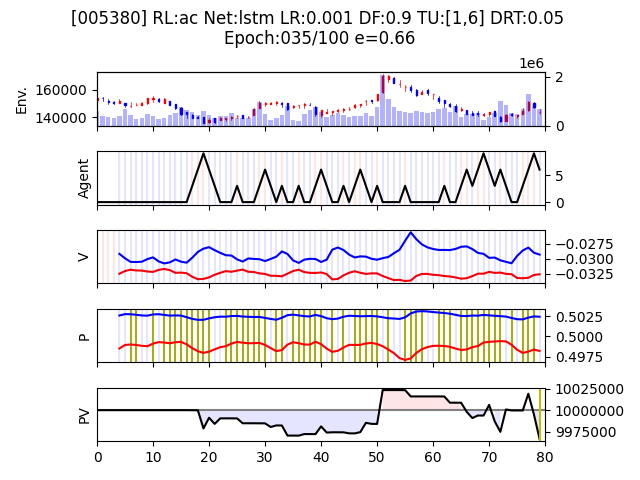 [005380] RL:ac Net:lstm LR:0.001 DF:0.9 TU:[1,6] DRT:0.05
Epoch:035/100 e=0.66
1e6
Env.
160000
140000
2
0
Agent
5
0
V
−0.0275
−0.0300
−0.0325
P
0.5025
0.5000
0.4975
PV
10025000
10000000
9975000
0 10 20 30 40 50 60 70 80